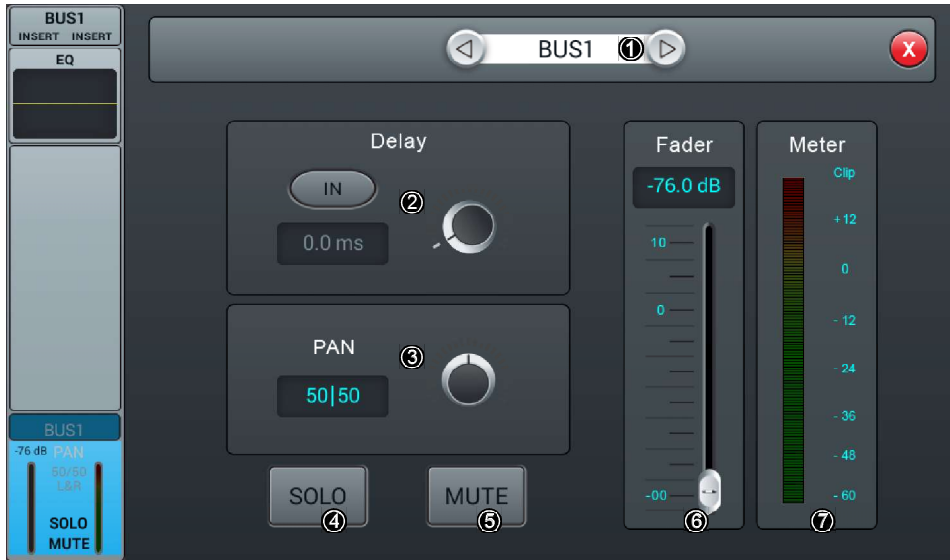 BUS1
INSERT INSERT
EQ
BUS1
-76 dB PAN
50/50
L&R
SOLO
MUTE
BUS1 ①
X
Delay
IN
②
0.0 ms
PAN
③
50|50
SOLO
④
MUTE
⑤
Fader
-76.0 dB
10
0
-00
⑥
Meter
Clip
+12
0
- 12
- 24
- 36
- 48
- 60
⑦